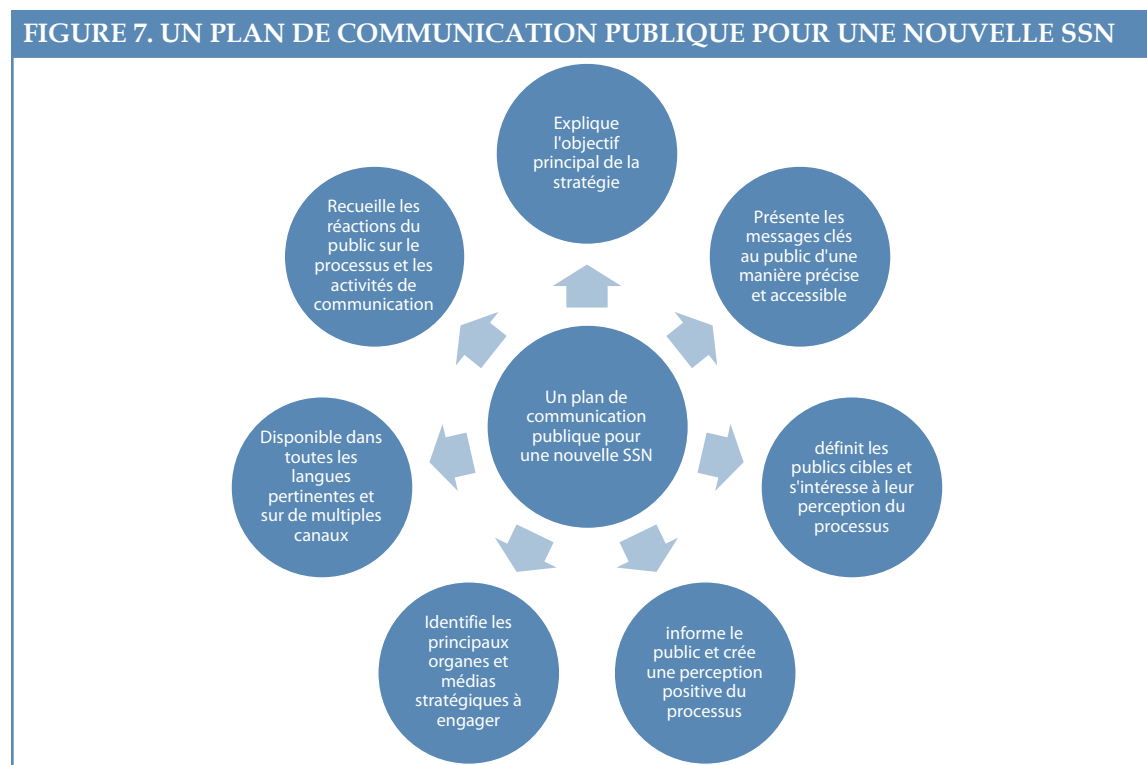 FIGURE 7. UN PLAN DE COMMUNICATION PUBLIQUE POUR UNE NOUVELLE SSN
Explique
l'objectif
principal de la
stratégie
Présente les
messages clés
au public d'une
manière précise
et accessible
définit les
publics cibles et
s'intéresse à leur
perception du
processus
informe le
public et crée
une perception
positive du
processus
Identifie les
principaux
organes et
médias
stratégiques à
engager
Disponible dans
toutes les
langues
pertinentes et
sur de multiples
canaux
Recueille les
réactions du
public sur le
processus et les
activités de
communication
Un plan de
communication
publique pour
une nouvelle SSN